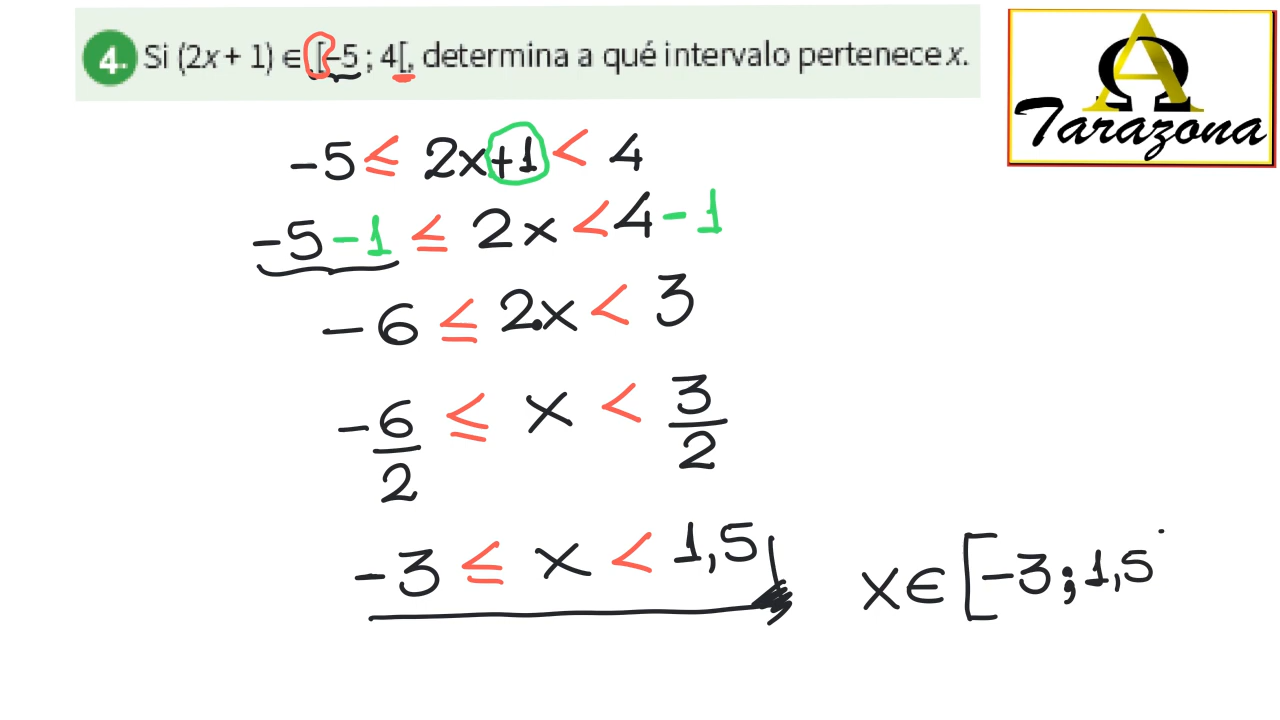 4. Si (2x + 1) ∈ [-5 ; 4[, determina a qué intervalo pertenece x.
Tarazona
-5 ≤ 2x+1 < 4
-5-1 ≤ 2x < 4-1
-6 ≤ 2.x < 3
-6/2 ≤ x < 3/2
-3 ≤ x < 1,5
x ∈ [-3 ; 1,5